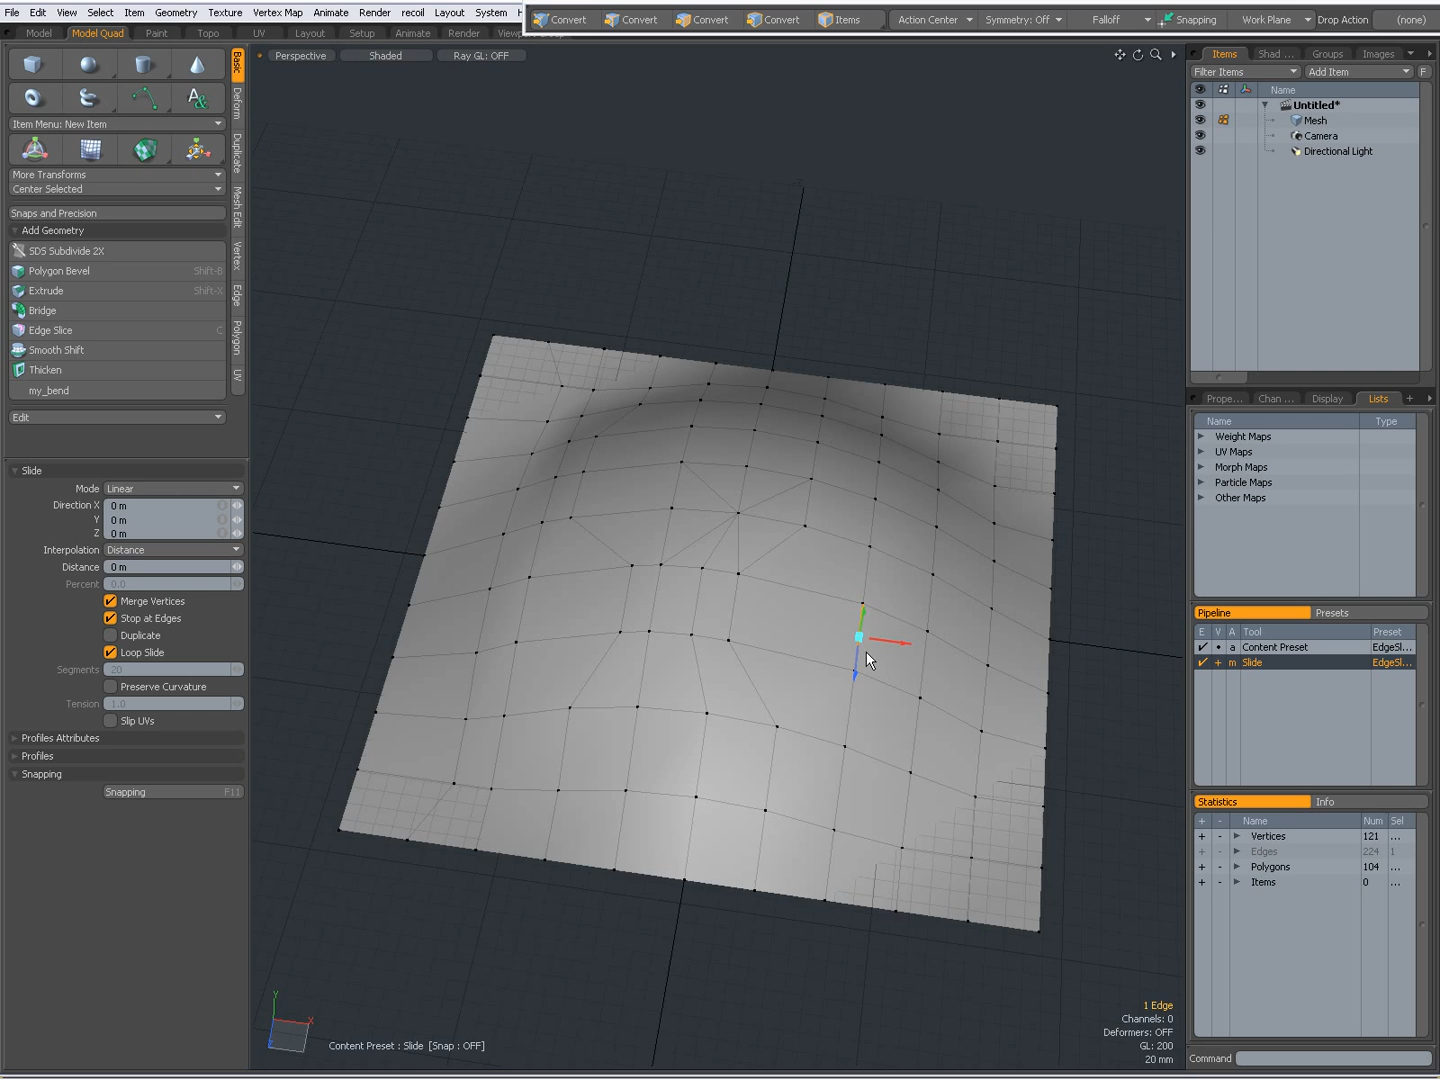 File Edit View Select Item Geometry Texture Vertex Map Animate Render recoil Layout System
Convert Convert Convert Convert Items Action Center Symmetry: Off Falloff Snapping Work Plane Drop Action (none)
Model Model Quad Paint Topo UV Layout Setup Animate Render
Perspective Shaded Ray GL: OFF
Basic
Deform
Duplicate
Mesh Edit
Vertex
Edge
Polygon
UV
Item Menu: New Item
More Transforms
Center Selected
Snaps and Precision
Add Geometry
SDS Subdivide 2X
Polygon Bevel Shift-B
Extrude Shift-X
Bridge
Edge Slice C
Smooth Shift
Thicken
my_bend
Edit
Slide
Mode Linear
Direction X 0 m
Y 0 m
Z 0 m
Interpolation Distance
Distance 0 m
Percent 0.0
Merge Vertices
Stop at Edges
Duplicate
Loop Slide
Segments 20
Preserve Curvature
Tension 1.0
Slip UVs
Profiles Attributes
Profiles
Snapping
Snapping F11
Y
X
Content Preset : Slide [Snap : OFF]
1 Edge
Channels: 0
Deformers: OFF
GL: 200
20 mm
Items Shad ... Groups Images
Filter Items Add Item F
Name
Untitled*
Mesh
Camera
Directional Light
Prope... Chan ... Display Lists +
Name Type
Weight Maps
UV Maps
Morph Maps
Particle Maps
Other Maps
Pipeline Presets
E V A Tool Preset
a Content Preset EdgeSl...
+ m Slide EdgeSl...
Statistics Info
+ - Name Num Sel
+ - Vertices 121 ...
+ - Edges 224 1
+ - Polygons 104 ...
+ - Items 0 ...
Command